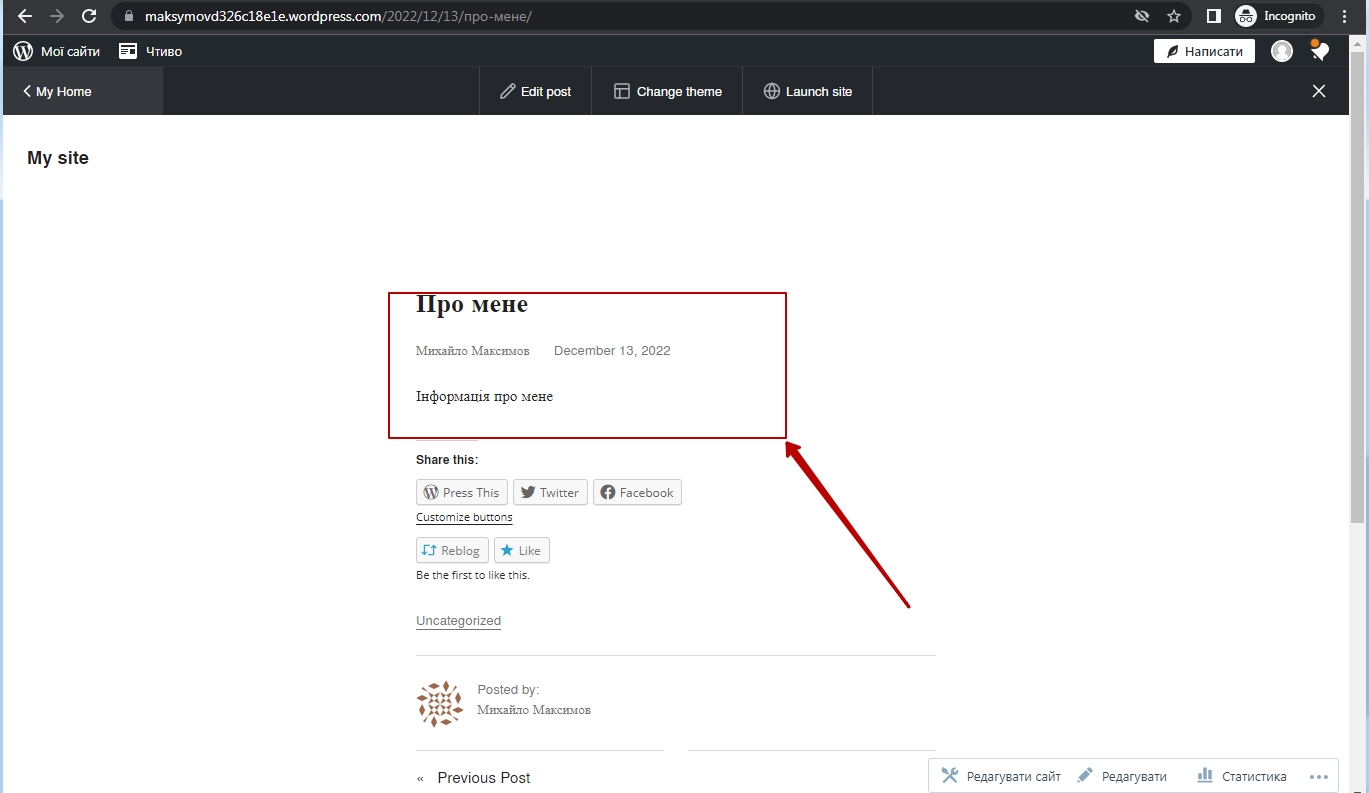 maksymovd326c18e1e.wordpress.com/2022/12/13/про-мене/
Incognito
Мої сайти
Чтиво
Написати
My Home
Edit post
Change theme
Launch site
My site
Про мене
Михайло Максимов
December 13, 2022
Інформація про мене
Share this:
Press This
Twitter
Facebook
Customize buttons
Reblog
Like
Be the first to like this.
Uncategorized
Posted by:
Михайло Максимов
« Previous Post
Редагувати сайт
Редагувати
Статистика